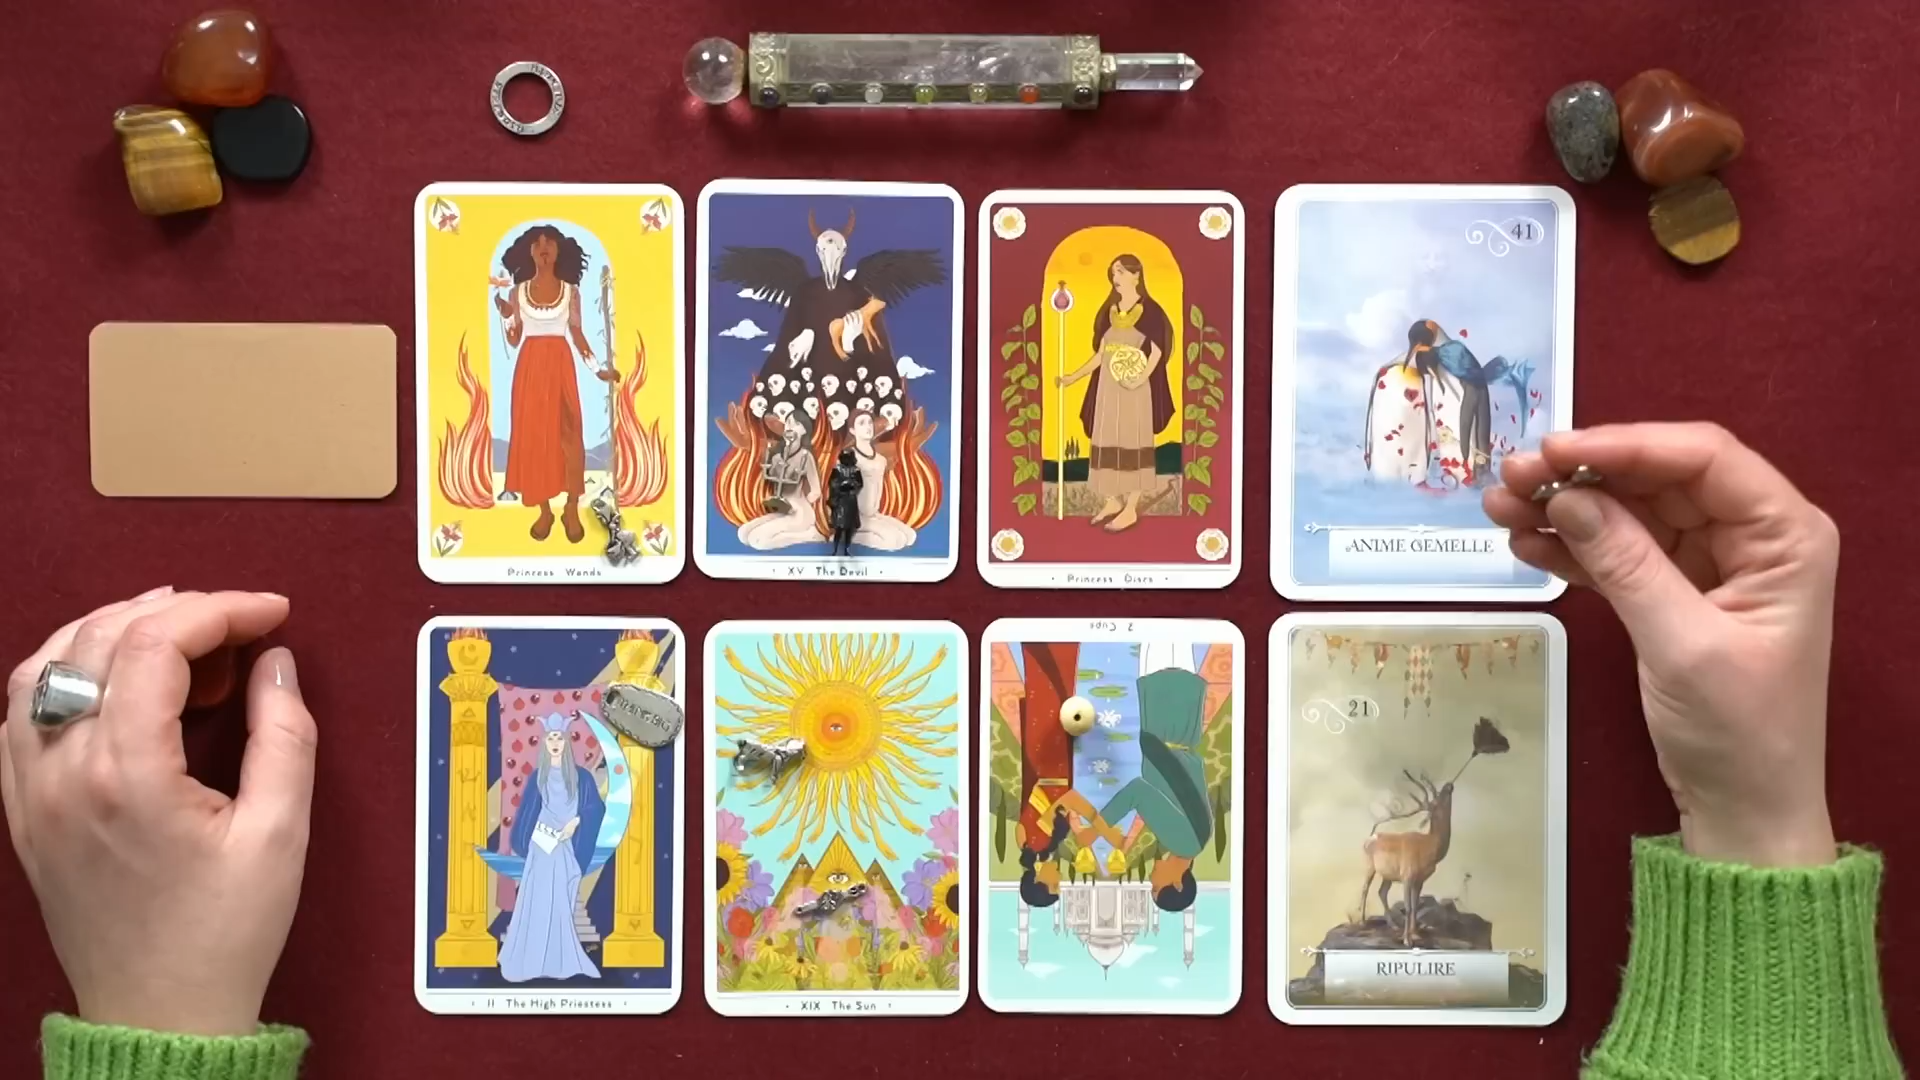 41
Princess Wands
· XV The Devil ·
· Princess Discs ·
ANIME GEMELLE
2 Cups
21
RIPULIRE
· II The High Priestess ·
· XIX The Sun ·